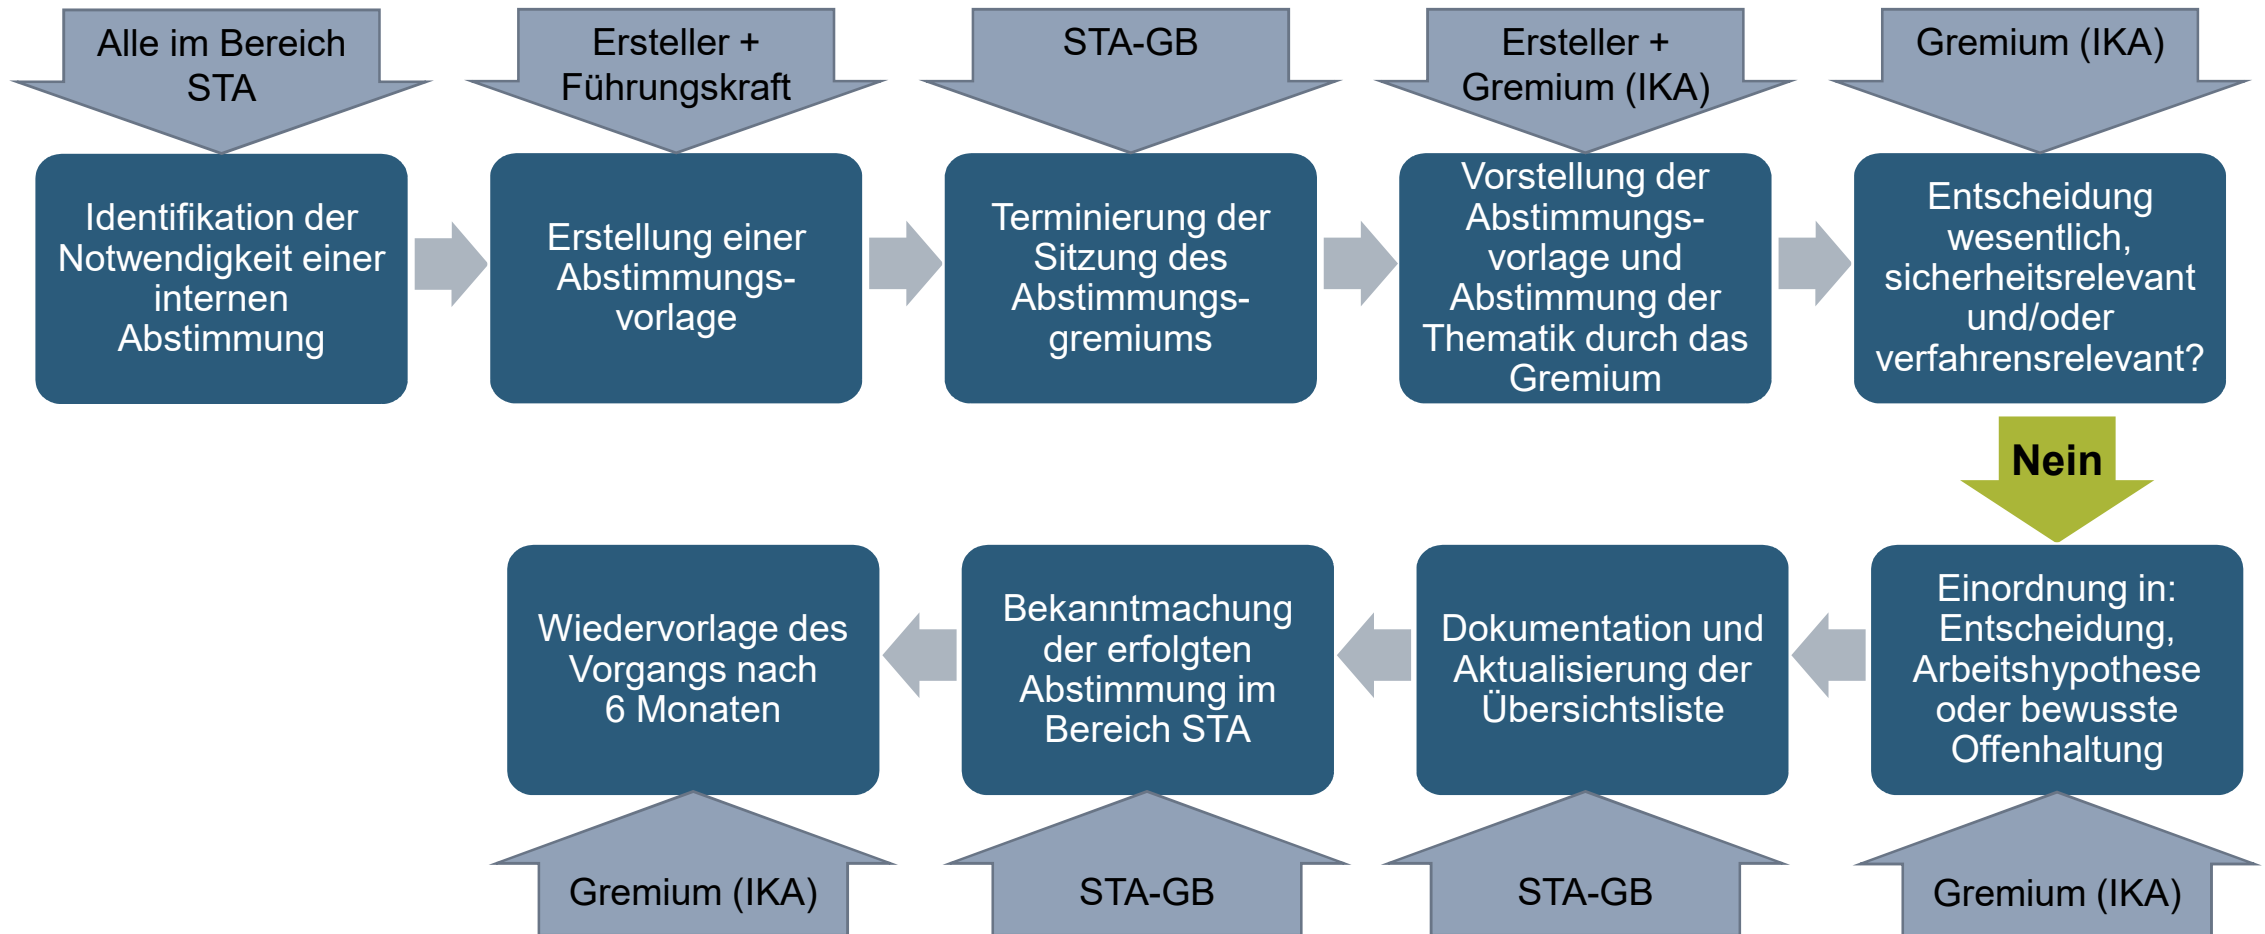 Alle im Bereich
STA
Ersteller +
Führungskraft
STA-GB
Ersteller +
Gremium (IKA)
Gremium (IKA)
Identifikation der
Notwendigkeit einer
internen
Abstimmung
Erstellung einer
Abstimmungs-
vorlage
Terminierung der
Sitzung des
Abstimmungs-
gremiums
Vorstellung der
Abstimmungs-
vorlage und
Abstimmung der
Thematik durch das
Gremium
Entscheidung
wesentlich,
sicherheitsrelevant
und/oder
verfahrensrelevant?
Nein
Einordnung in:
Entscheidung,
Arbeitshypothese
oder bewusste
Offenhaltung
Dokumentation und
Aktualisierung der
Übersichtsliste
Bekanntmachung
der erfolgten
Abstimmung im
Bereich STA
Wiedervorlage des
Vorgangs nach
6 Monaten
Gremium (IKA)
STA-GB
STA-GB
Gremium (IKA)